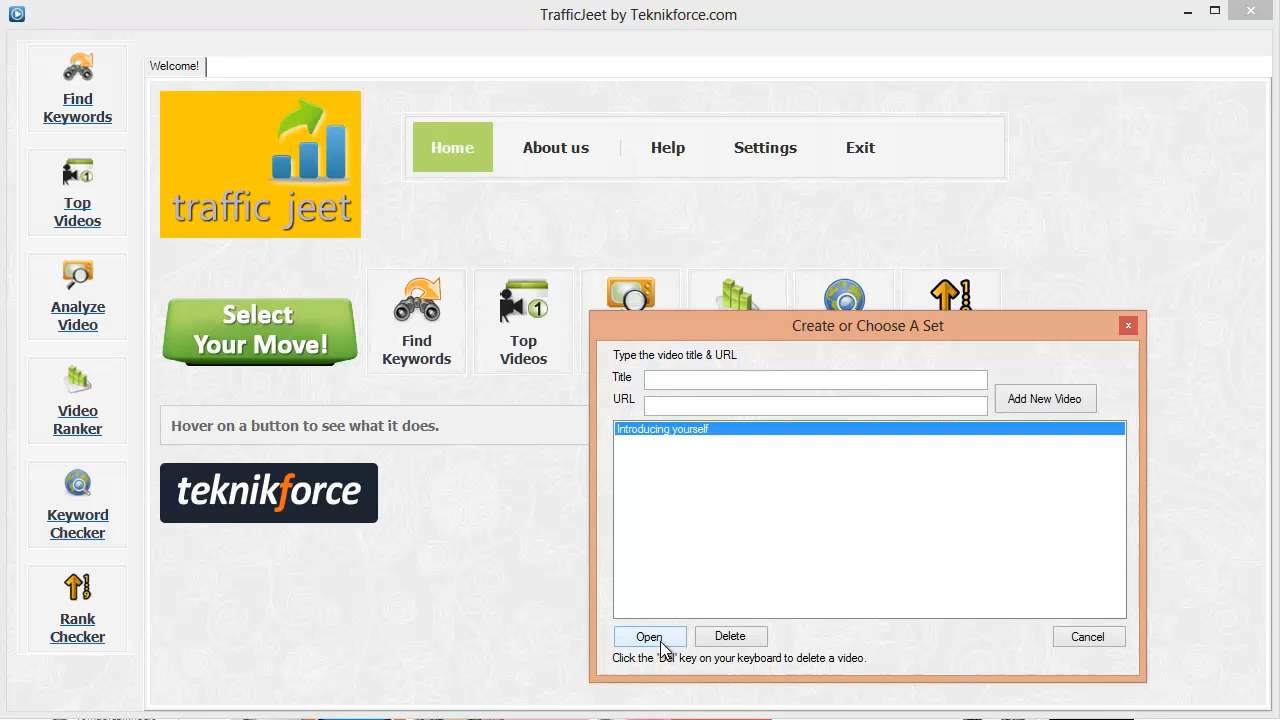 TrafficJeet by Teknikforce.com
Find
Keywords
Top
Videos
Analyze
Video
Video
Ranker
Keyword
Checker
Rank
Checker
Welcome!
traffic jeet
Home
About us
Help
Settings
Exit
Select
Your Move!
Find
Keywords
Top
Videos
1
Hover on a button to see what it does.
teknikforce
Create or Choose A Set
x
Type the video title & URL
Title
URL
Add New Video
Introducing yourself
Open
Delete
Cancel
Click the 'Del' key on your keyboard to delete a video.